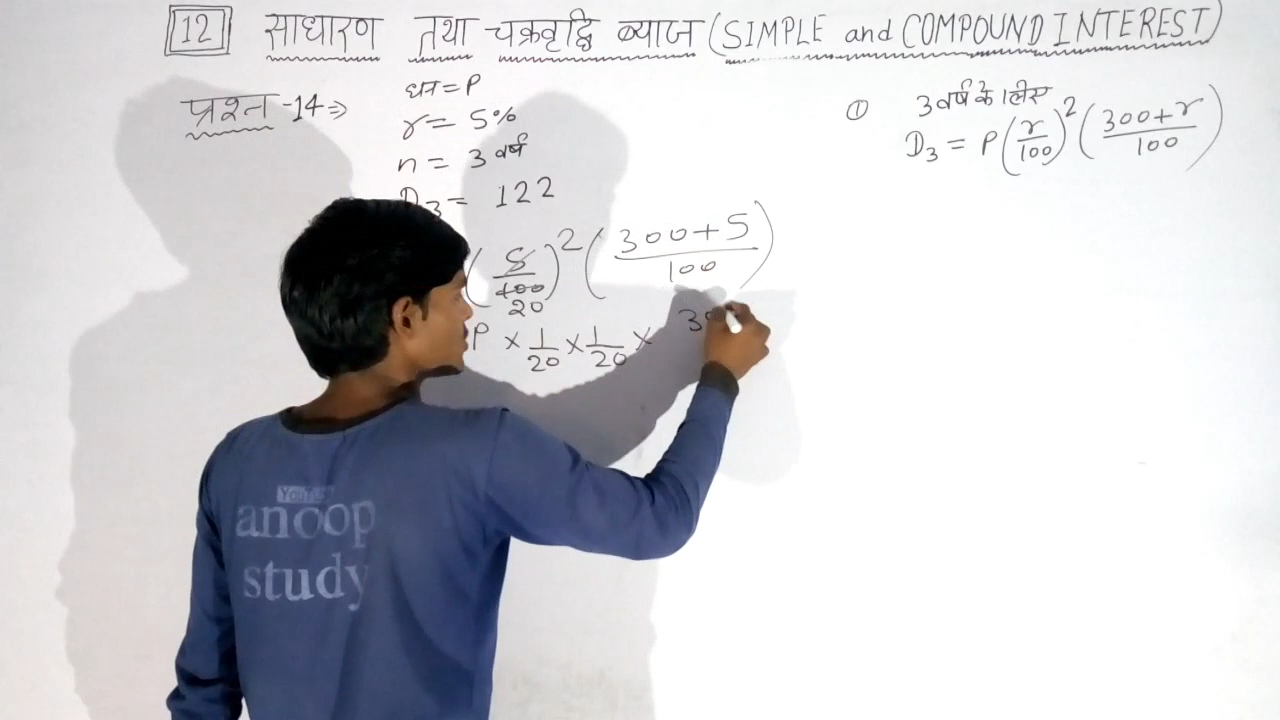 12 साधारण तथा चक्रवृद्धि ब्याज (SIMPLE and COMPOUND INTEREST)
प्रश्न -14⇒
धन = P
r = 5%
n = 3 वर्ष
D₃ = 122
(5/100)² (300+5/100)
20
P × 1/20 × 1/20 × 30
① 3 वर्ष के लिए
D₃ = P(r/100)² (300+r/100)
YouTube
anoop
study